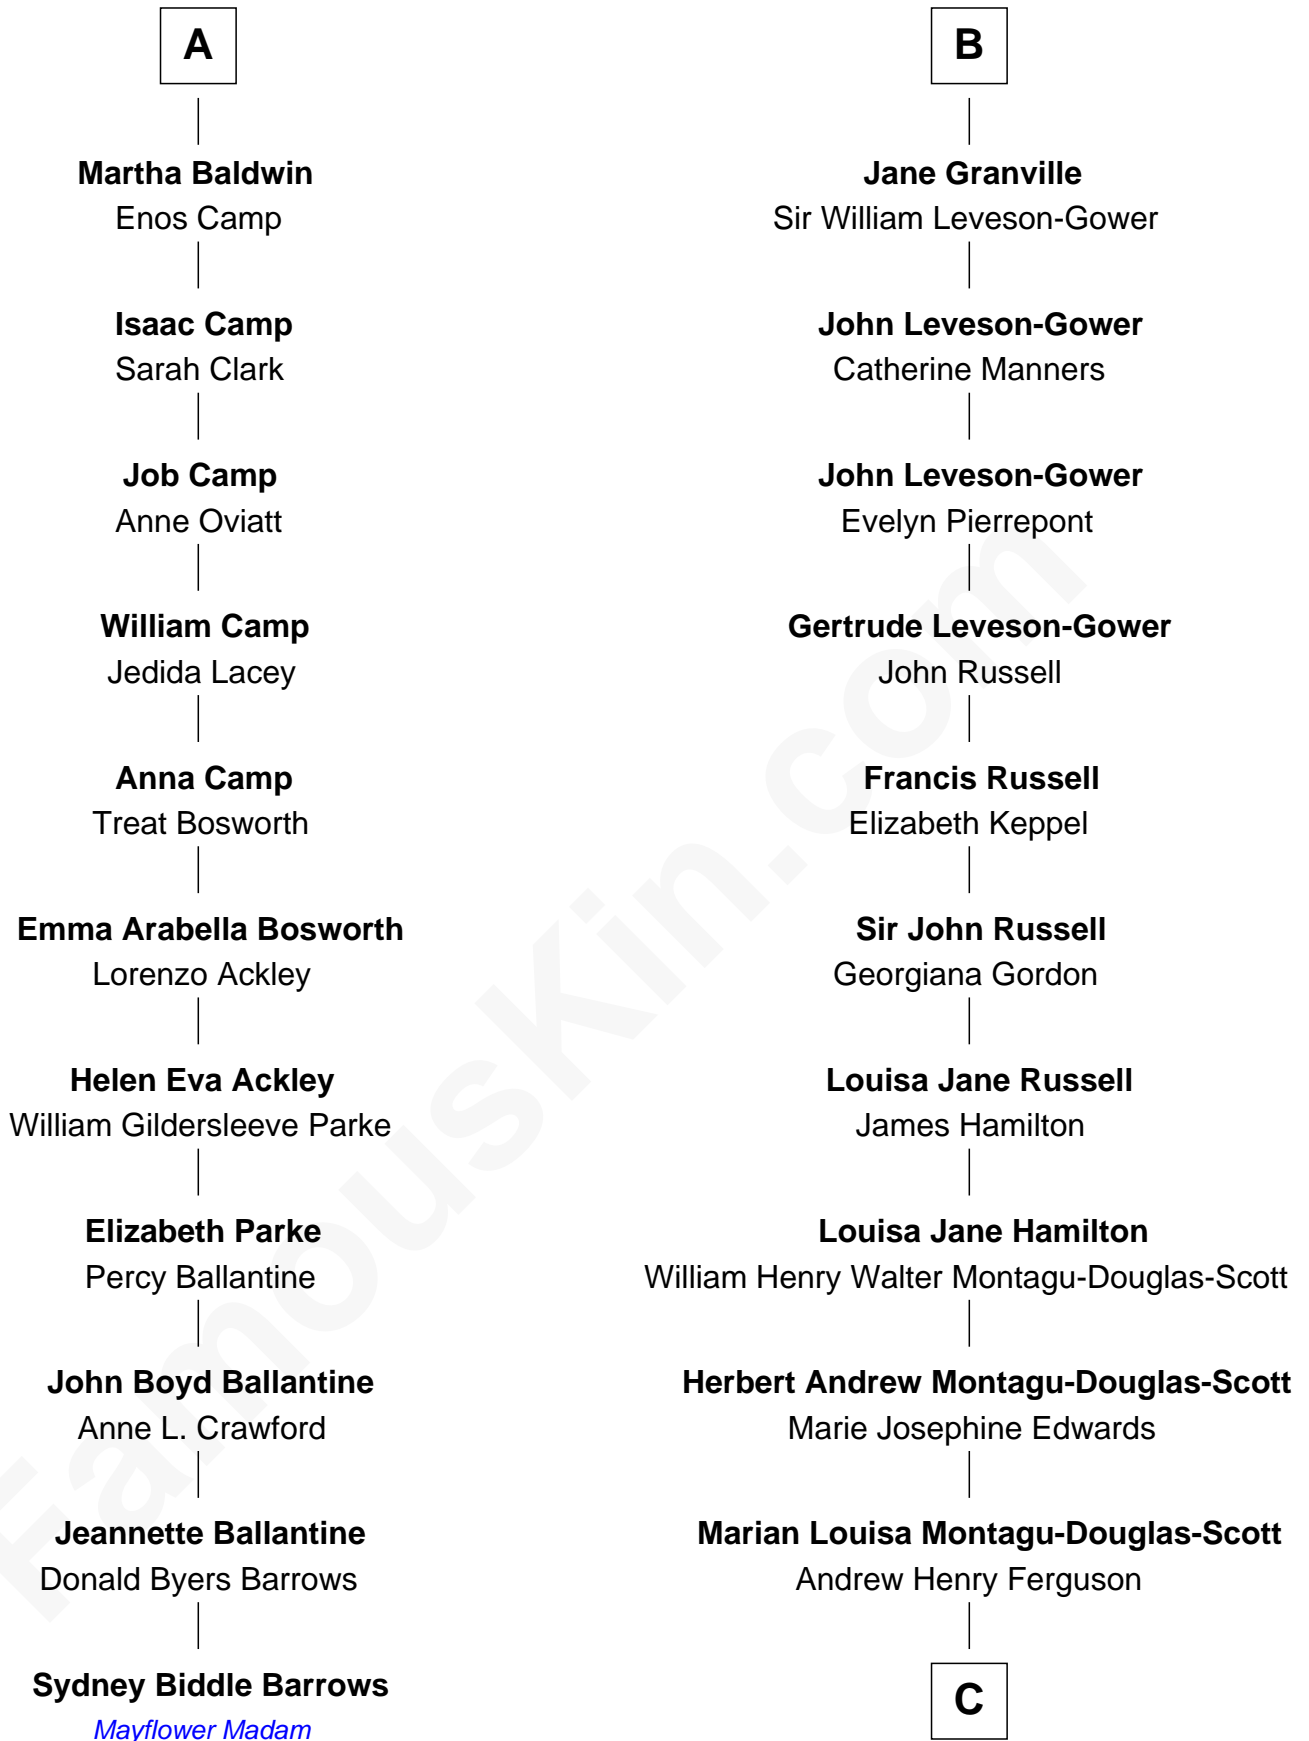 A
Martha Baldwin
Enos Camp
Isaac Camp
Sarah Clark
Job Camp
Anne Oviatt
William Camp
Jedida Lacey
Anna Camp
Treat Bosworth
Emma Arabella Bosworth
Lorenzo Ackley
Helen Eva Ackley
William Gildersleeve Parke
Elizabeth Parke
Percy Ballantine
John Boyd Ballantine
Anne L. Crawford
Jeannette Ballantine
Donald Byers Barrows
Sydney Biddle Barrows
Mayflower Madam
B
Jane Granville
Sir William Leveson-Gower
John Leveson-Gower
Catherine Manners
John Leveson-Gower
Evelyn Pierrepont
Gertrude Leveson-Gower
John Russell
Francis Russell
Elizabeth Keppel
Sir John Russell
Georgiana Gordon
Louisa Jane Russell
James Hamilton
Louisa Jane Hamilton
William Henry Walter Montagu-Douglas-Scott
Herbert Andrew Montagu-Douglas-Scott
Marie Josephine Edwards
Marian Louisa Montagu-Douglas-Scott
Andrew Henry Ferguson
C
FamousKin.com